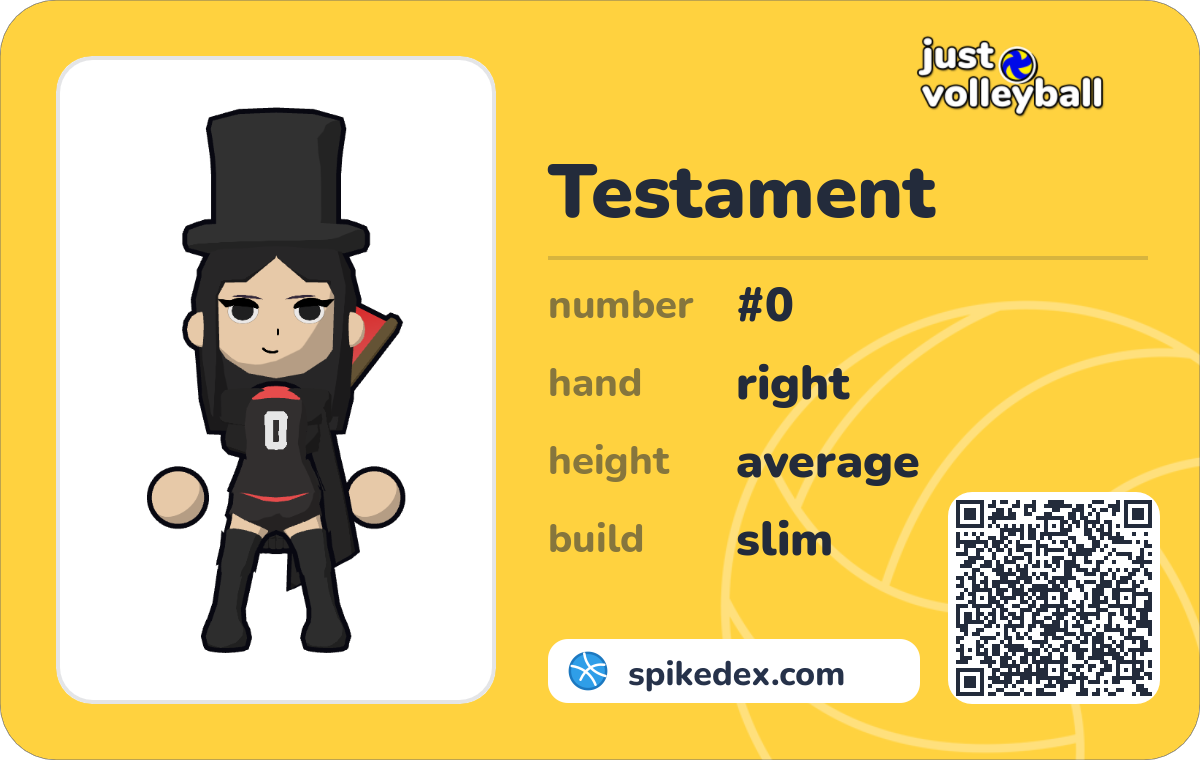 just
volleyball
Testament
number #0
hand right
height average
build slim
0
spikedex.com